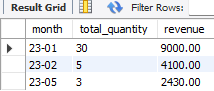 Result Grid Filter Rows:
month total_quantity revenue
23-01 30 9000.00
23-02 5 4100.00
23-05 3 2430.00